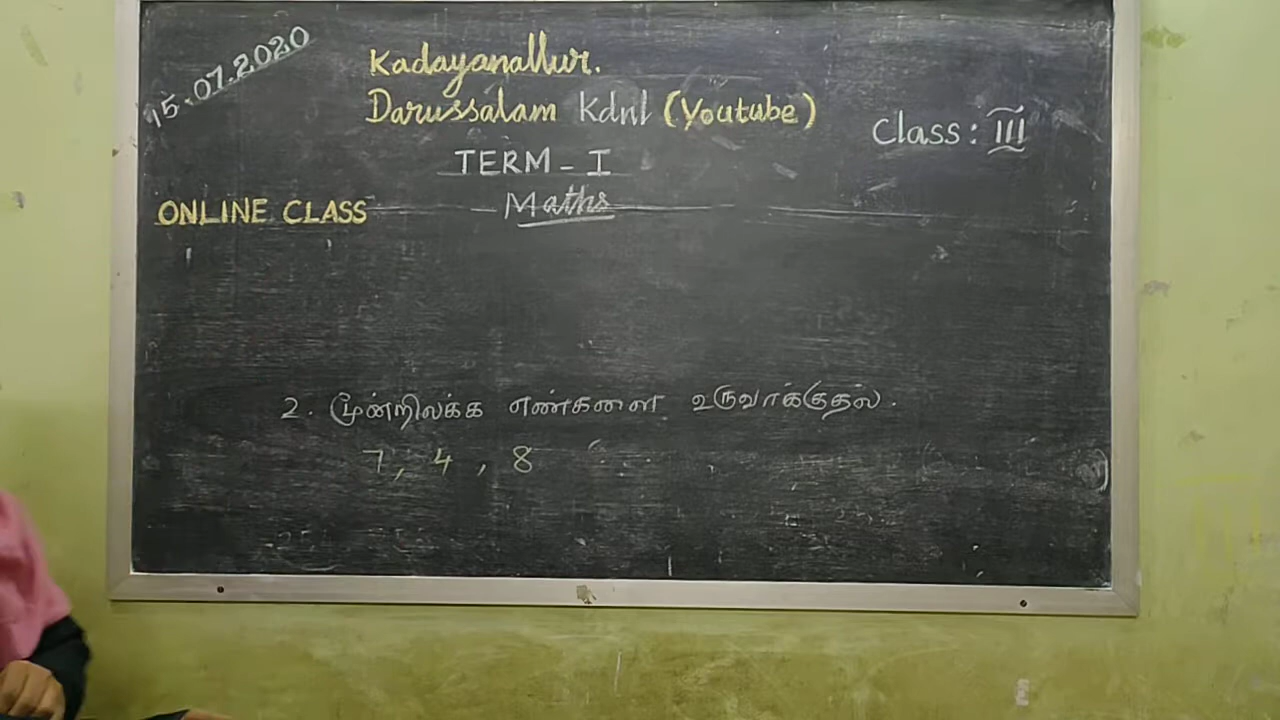 15.07.2020
Kadayanallur.
Darussalam Kdnl (Youtube)
Class: III
TERM - I
Maths
ONLINE CLASS
2. மூன்றிலக்க எண்களை உருவாக்குதல்.
7, 4, 8